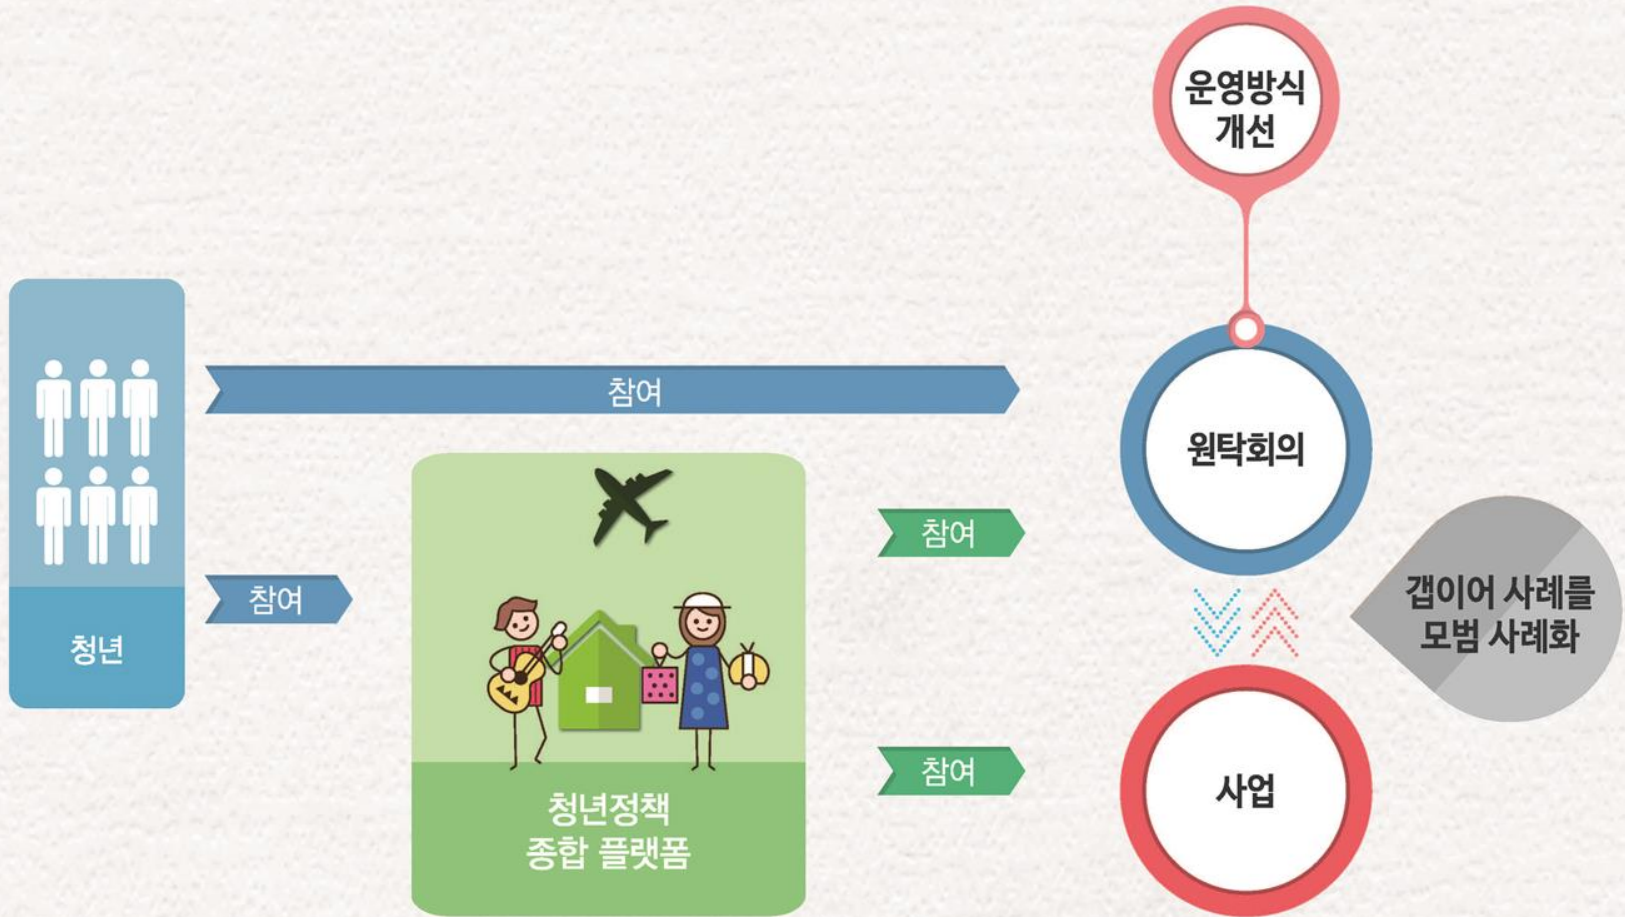 운영방식
개선
참여
원탁회의
참여
갭이어 사례를
모범 사례화
참여
청년
참여
사업
청년정책
종합 플랫폼